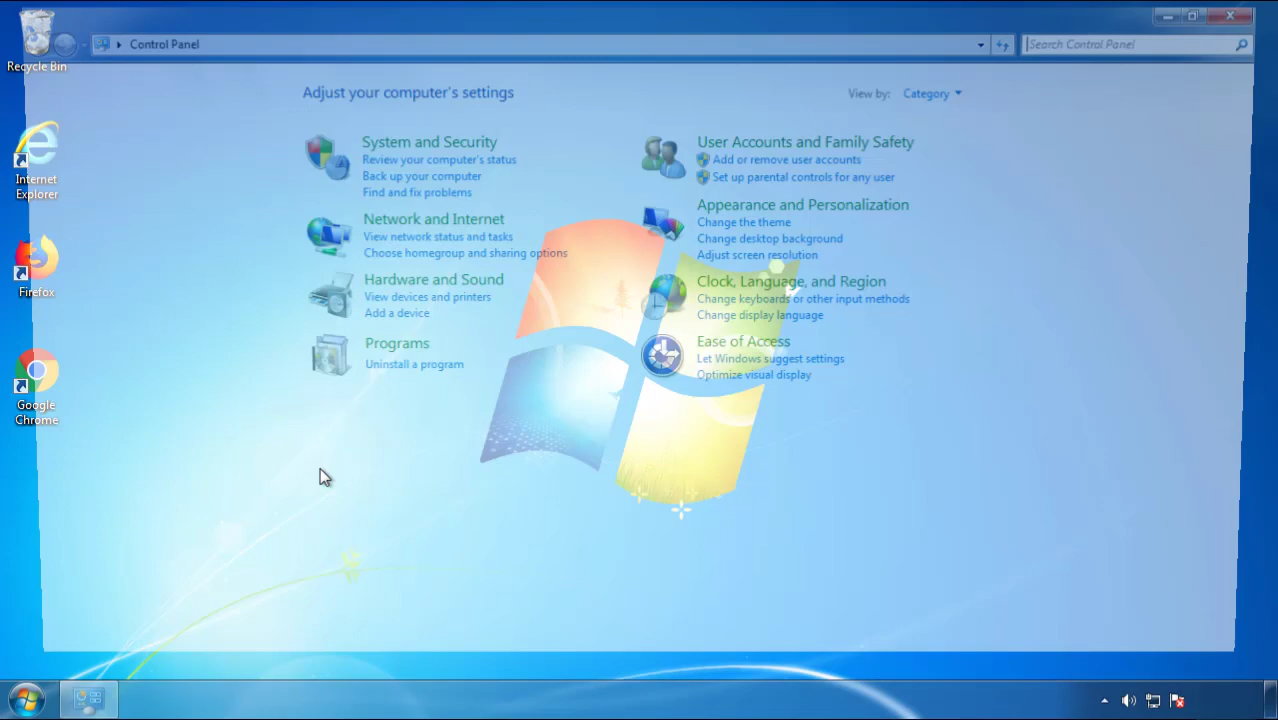 Recycle Bin
Internet
Explorer
Firefox
Google
Chrome
Control Panel
Search Control Panel
Adjust your computer's settings
View by: Category
System and Security
Review your computer's status
Back up your computer
Find and fix problems
Network and Internet
View network status and tasks
Choose homegroup and sharing options
Hardware and Sound
View devices and printers
Add a device
Programs
Uninstall a program
User Accounts and Family Safety
Add or remove user accounts
Set up parental controls for any user
Appearance and Personalization
Change the theme
Change desktop background
Adjust screen resolution
Clock, Language, and Region
Change keyboards or other input methods
Change display language
Ease of Access
Let Windows suggest settings
Optimize visual display